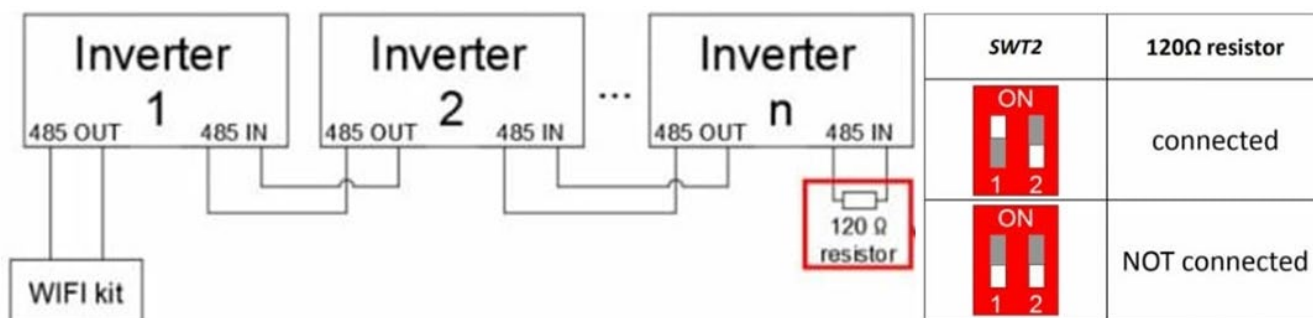 Inverter
1
485 OUT
485 IN
Inverter
2
485 OUT
485 IN
...
Inverter
n
485 OUT
485 IN
120 Ω
resistor
WIFI kit
SWT2
120Ω resistor
ON
1 2
connected
ON
1 2
NOT connected